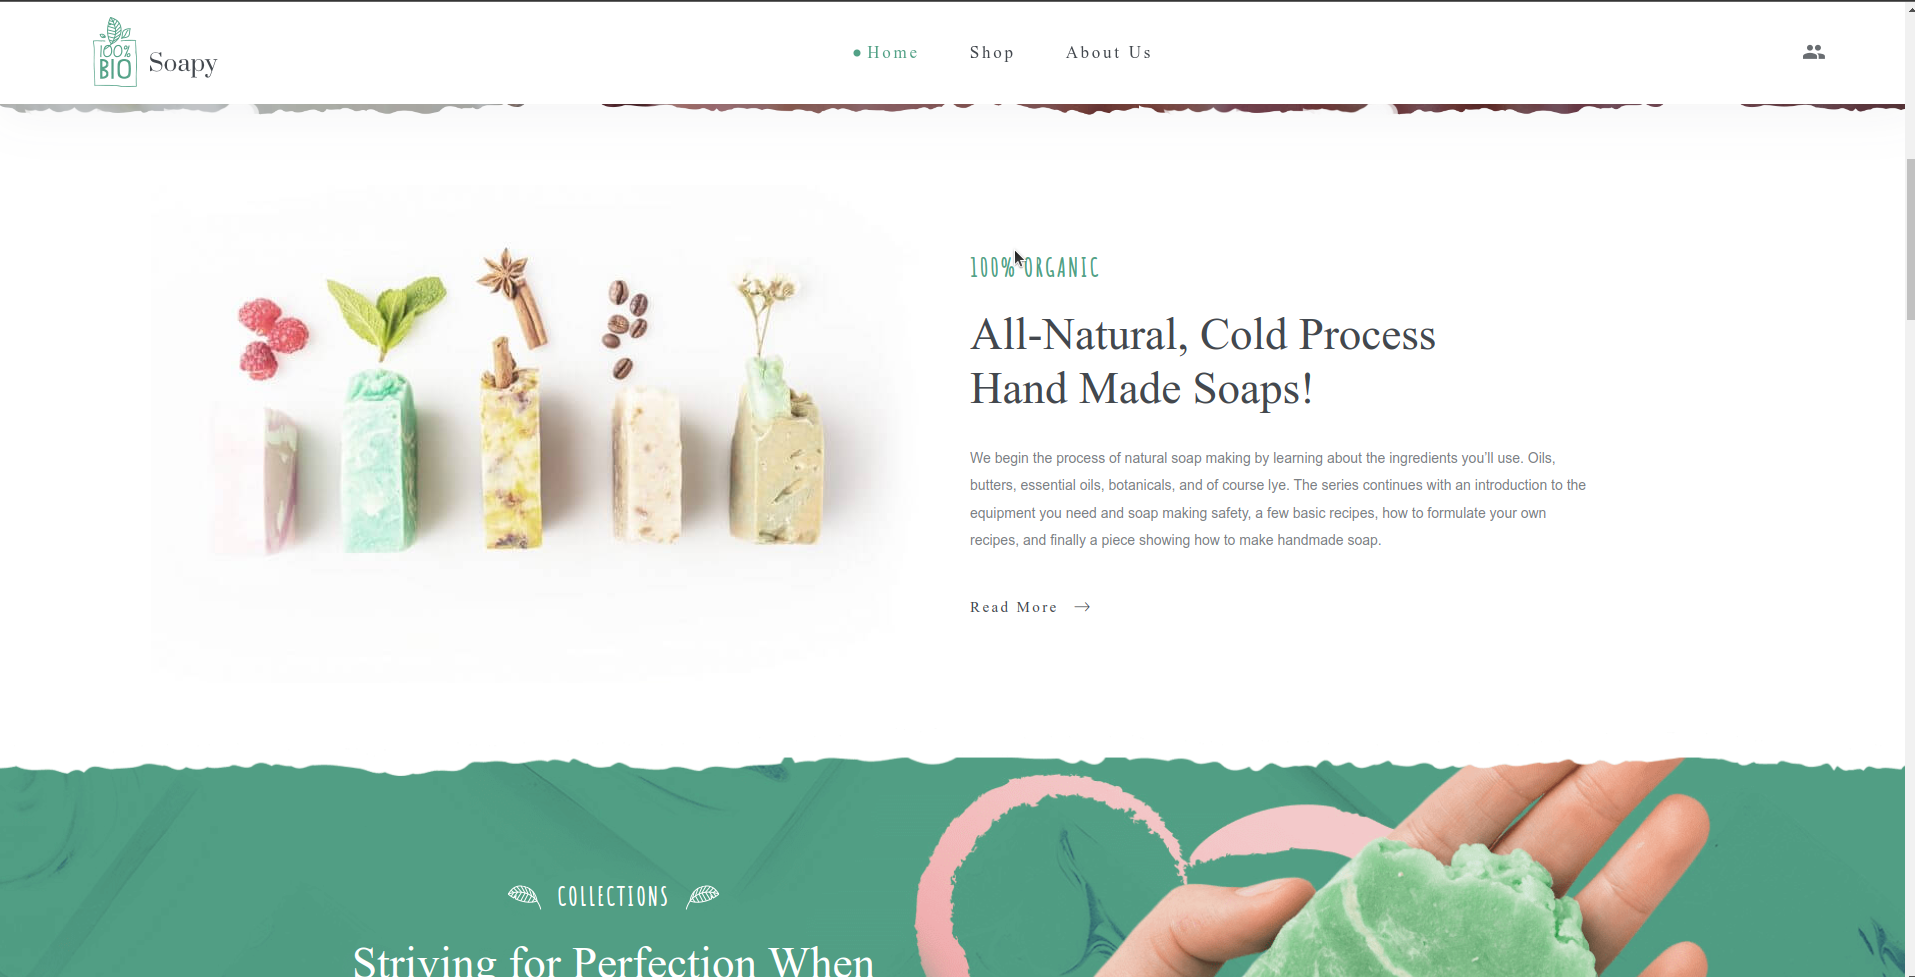 100%
BIO
Soapy
Home
Shop
About Us
100% ORGANIC
All-Natural, Cold Process
Hand Made Soaps!
We begin the process of natural soap making by learning about the ingredients you’ll use. Oils,
butters, essential oils, botanicals, and of course lye. The series continues with an introduction to the
equipment you need and soap making safety, a few basic recipes, how to formulate your own
recipes, and finally a piece showing how to make handmade soap.
Read More
COLLECTIONS
Striving for Perfection When